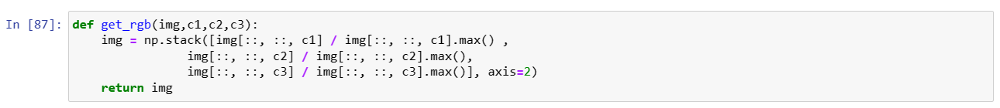 In [87]: def get_rgb(img,c1,c2,c3):
    img = np.stack([img[::, ::, c1] / img[::, ::, c1].max() ,
                img[::, ::, c2] / img[::, ::, c2].max(),
                img[::, ::, c3] / img[::, ::, c3].max()], axis=2)
    return img